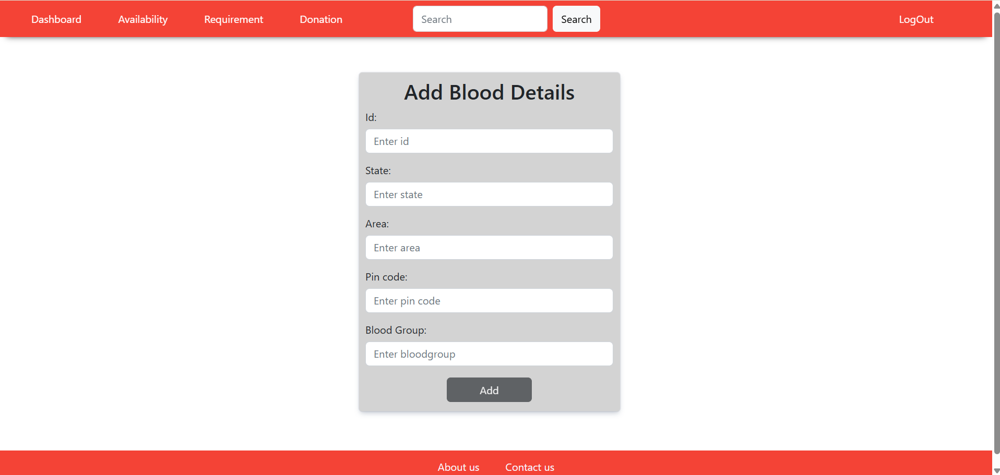 Dashboard Availability Requirement Donation Search Search LogOut
Add Blood Details
Id:
Enter id
State:
Enter state
Area:
Enter area
Pin code:
Enter pin code
Blood Group:
Enter bloodgroup
Add
About us Contact us